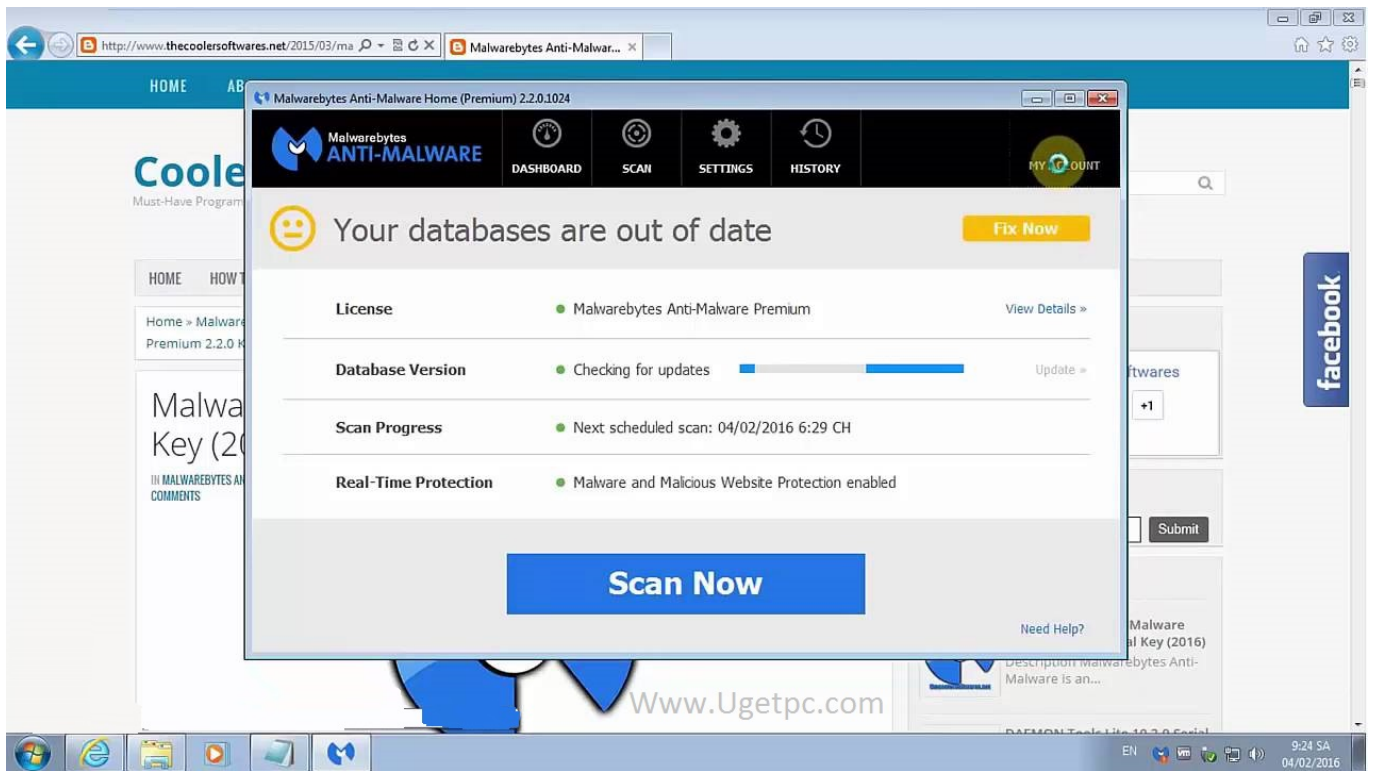 http://www.thecoolersoftwares.net/2015/03/ma
Malwarebytes Anti-Malwar...
HOME AB
Malwarebytes Anti-Malware Home (Premium) 2.2.0.1024
Malwarebytes
ANTI-MALWARE
DASHBOARD SCAN SETTINGS HISTORY
Coole
Must-Have Program
Your databases are out of date
Fix Now
HOME HOW T
License
Malwarebytes Anti-Malware Premium
View Details »
Home » Malware
Premium 2.2.0 K
Database Version
Checking for updates
Update »
ftwares
+1
facebook
Malwa
Key (20
Scan Progress
Next scheduled scan: 04/02/2016 6:29 CH
IN MALWAREBYTES AN
COMMENTS
Real-Time Protection
Malware and Malicious Website Protection enabled
Submit
Scan Now
Need Help?
Malware
al Key (2016)
Description Malwarebytes Anti-
Malware is an...
Www.Ugetpc.com
EN
9:24 SA
04/02/2016